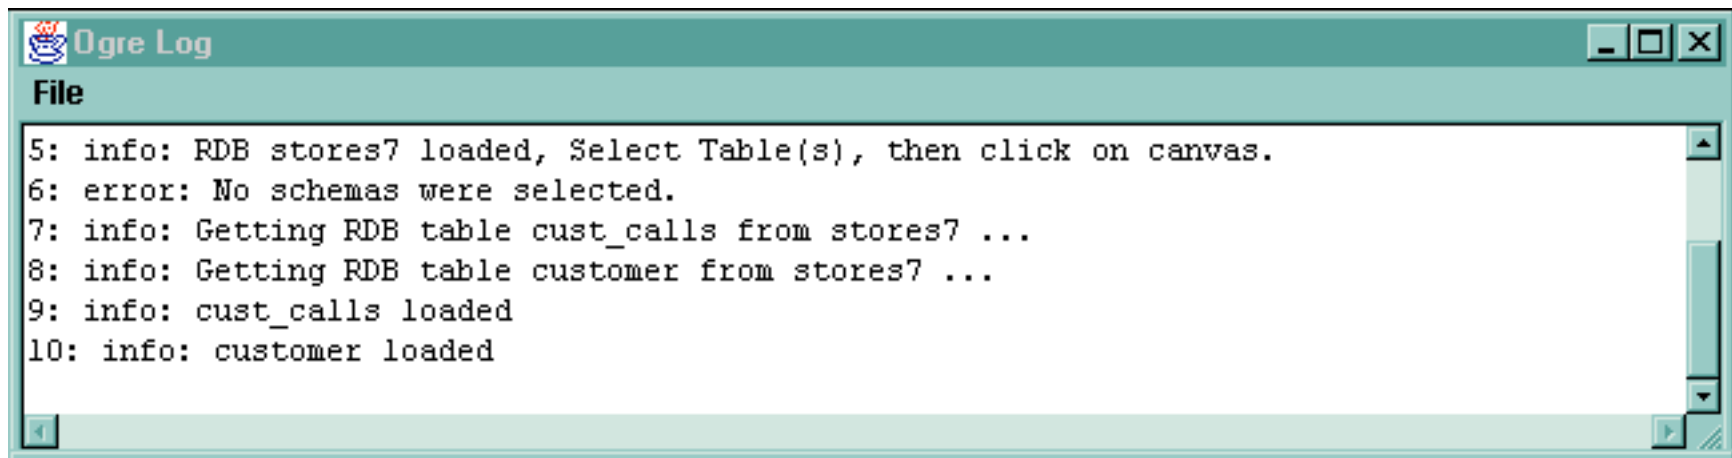 Ogre Log
File
5: info: RDB stores7 loaded, Select Table(s), then click on canvas.
6: error: No schemas were selected.
7: info: Getting RDB table cust_calls from stores7 ...
8: info: Getting RDB table customer from stores7 ...
9: info: cust_calls loaded
10: info: customer loaded